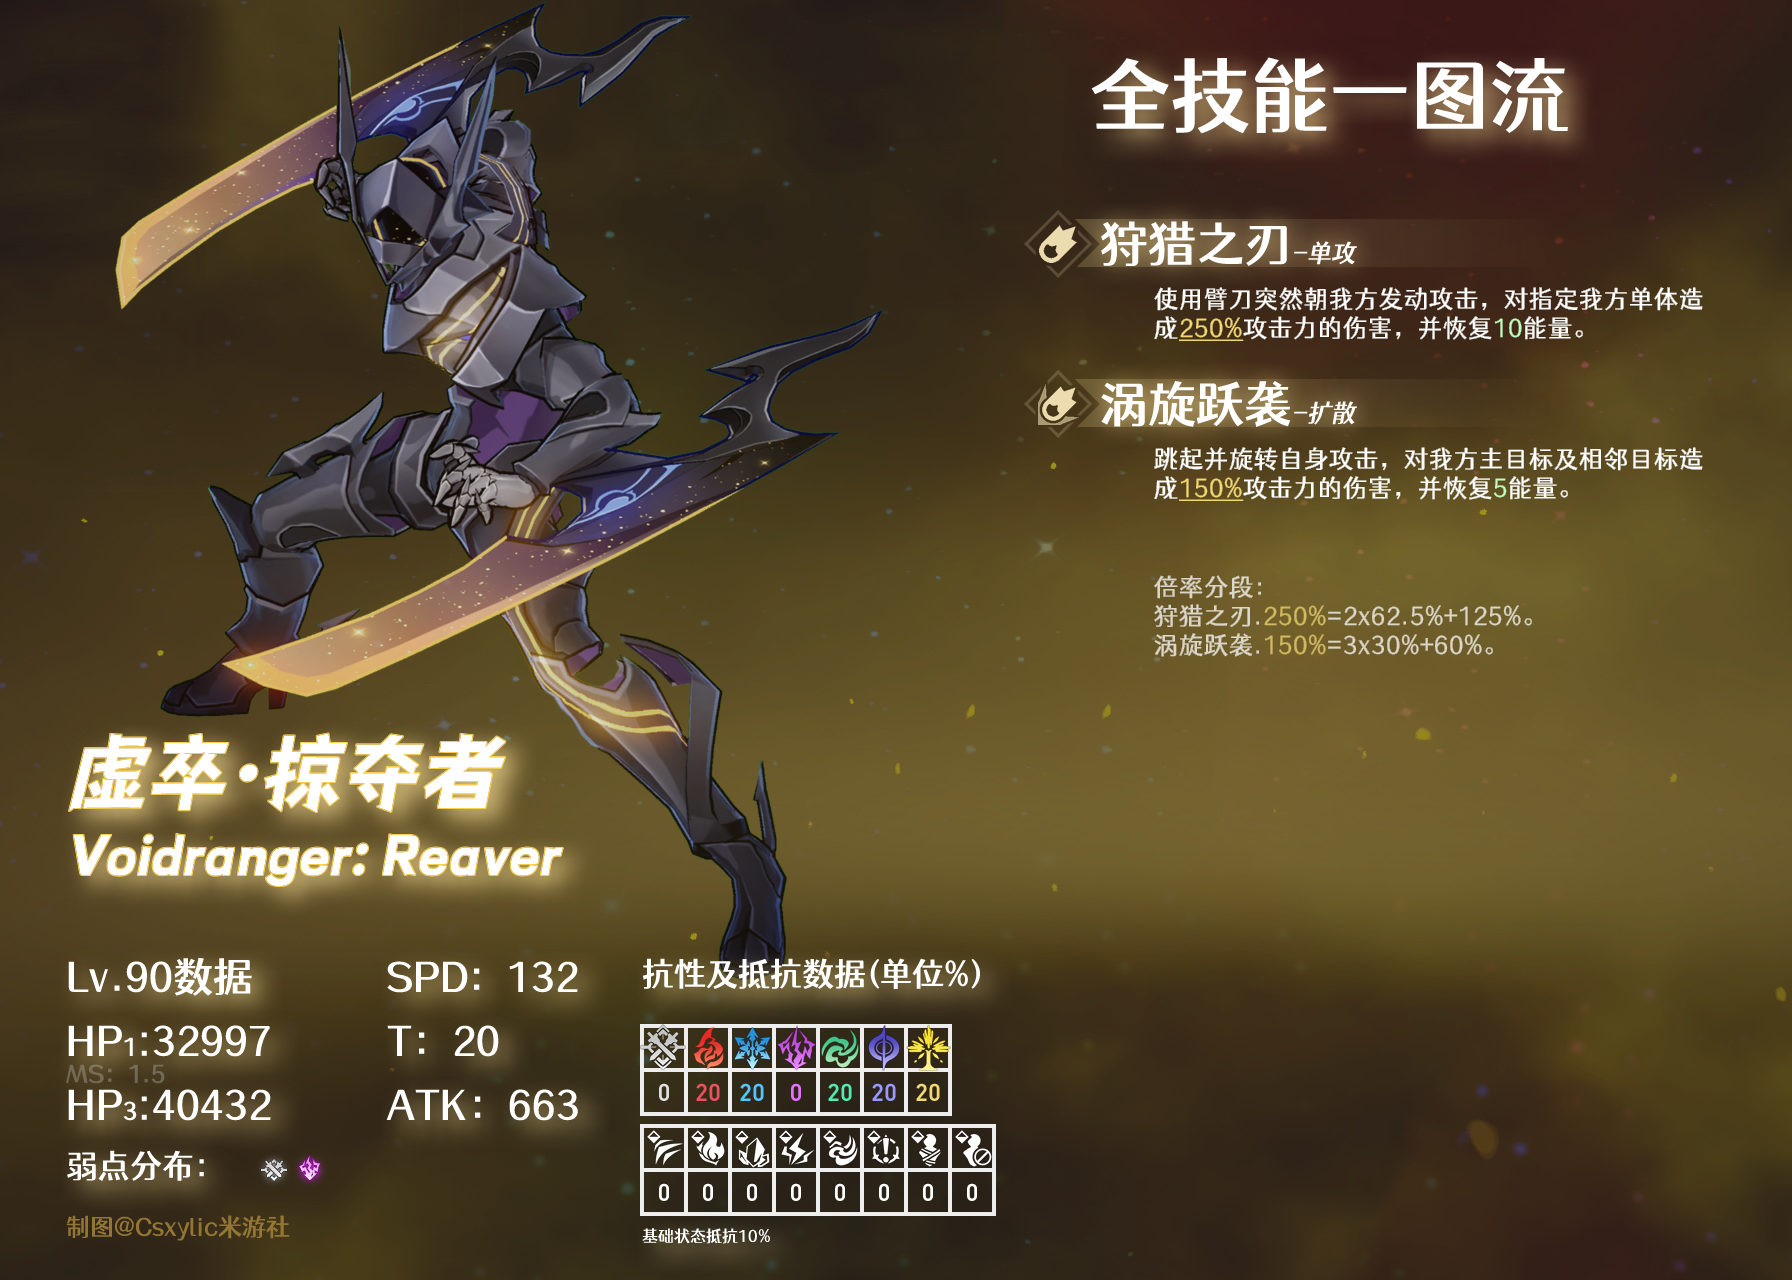 全技能一图流
狩猎之刃-单攻
使用臂刀突然朝我方发动攻击，对指定我方单体造
成250%攻击力的伤害，并恢复10能量。
涡旋跃袭-扩散
跳起并旋转自身攻击，对我方主目标及相邻目标造
成150%攻击力的伤害，并恢复5能量。
倍率分段：
狩猎之刃.250%=2x62.5%+125%。
涡旋跃袭.150%=3x30%+60%。
虚卒·掠夺者
Voidranger: Reaver
Lv.90数据
SPD: 132
HP1:32997
T: 20
MS: 1.5
HP3:40432
ATK: 663
弱点分布：
制图@Csxylic米游社
抗性及抵抗数据(单位%)
0 20 20 0 20 20 20
0 0 0 0 0 0 0 0
基础状态抵抗10%